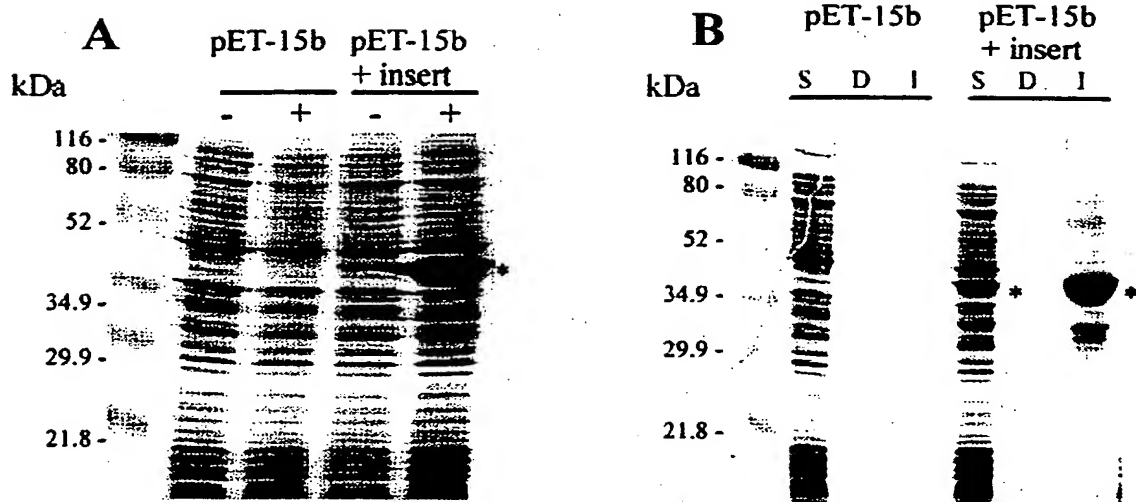 A
pET-15b pET-15b
+ insert
kDa
- + - +
116 -
80 -
52 -
34.9 -
29.9 -
21.8 -
*
B
pET-15b pET-15b
+ insert
kDa
S D I S D I
116 -
80 -
52 -
34.9 -
29.9 -
21.8 -
* *